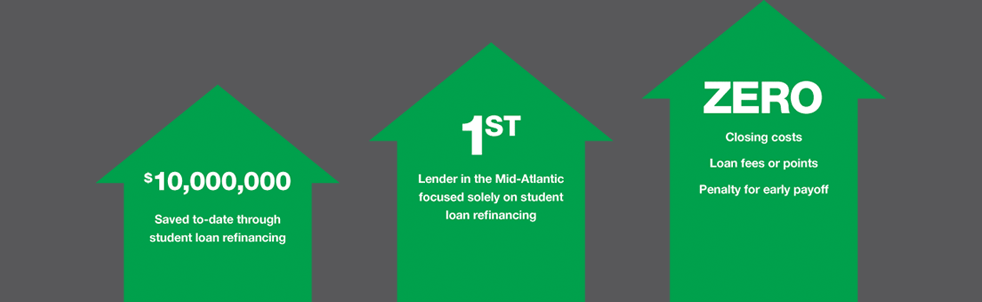 $10,000,000
Saved to-date through
student loan refinancing
1ST
Lender in the Mid-Atlantic
focused solely on student
loan refinancing
ZERO
Closing costs
Loan fees or points
Penalty for early payoff